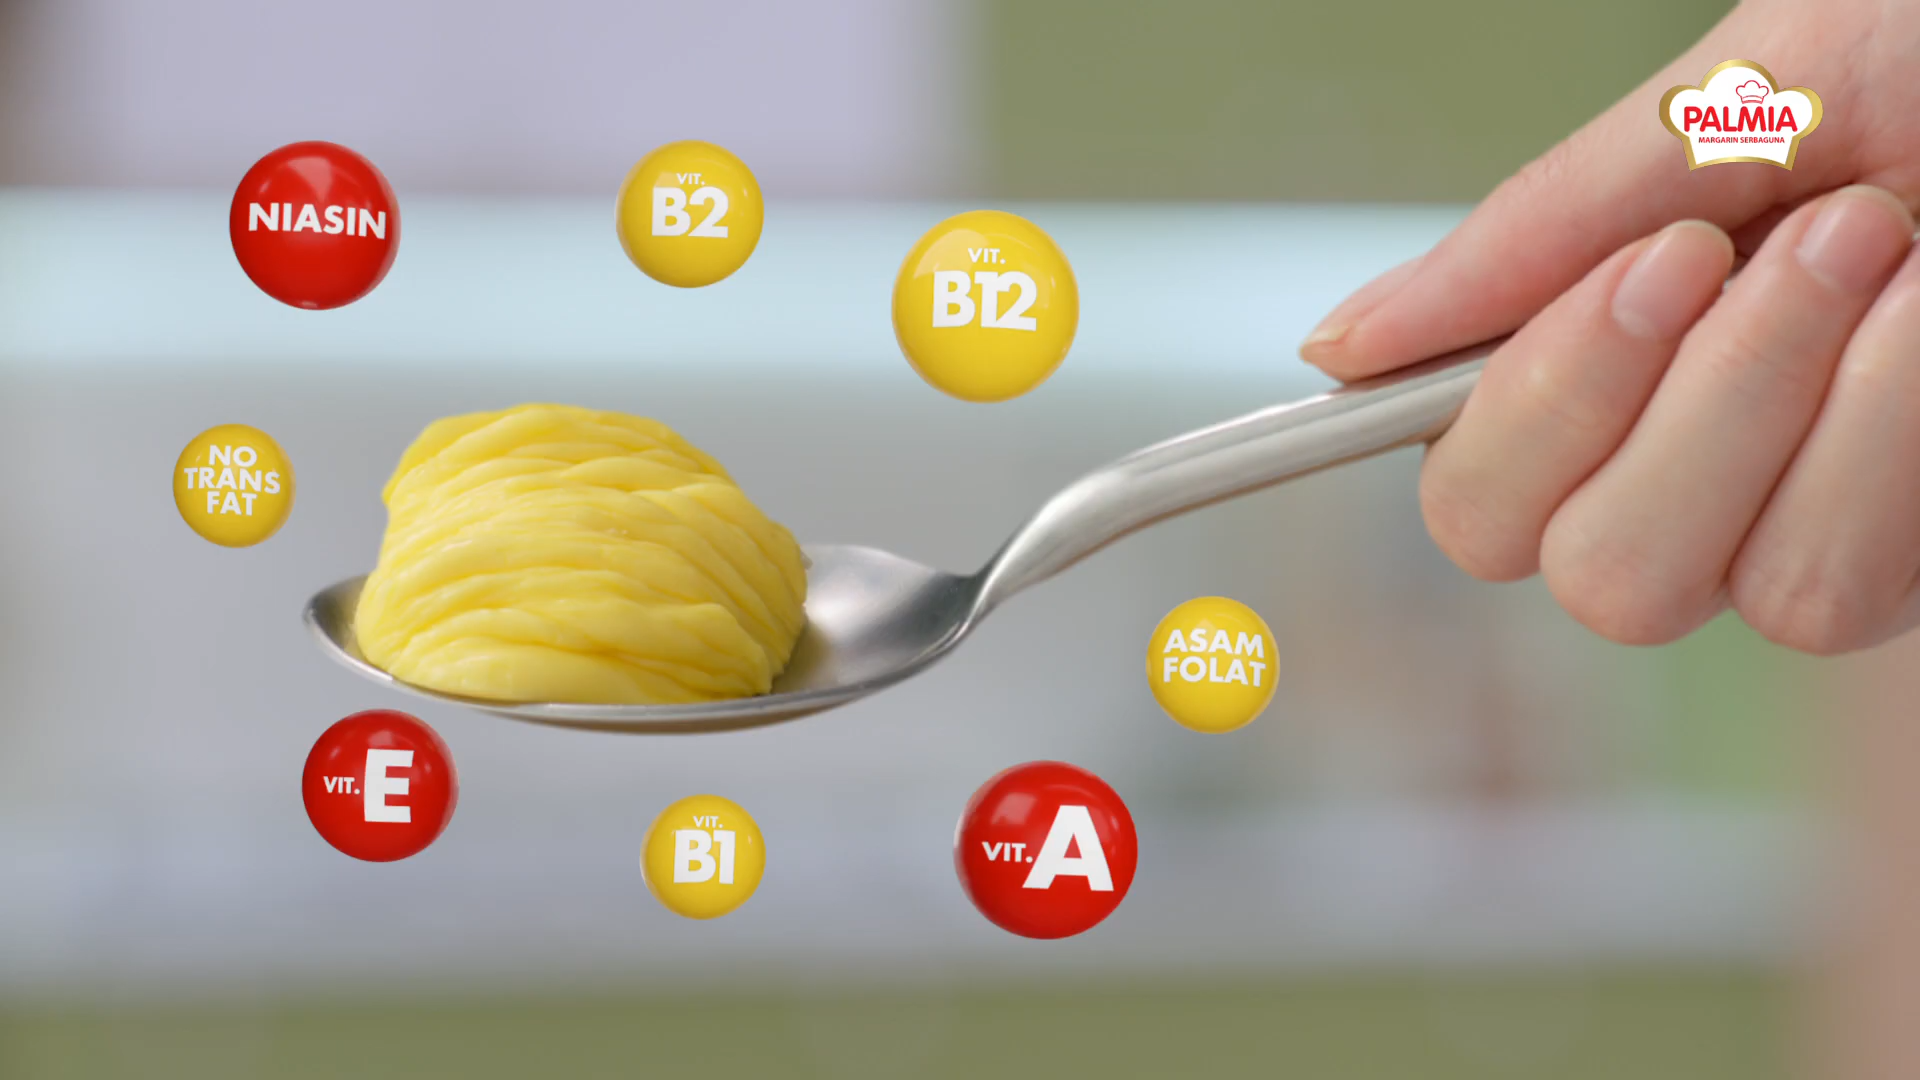 PALMIA
MARGARIN SERBAGUNA
NIASIN
VIT.
B2
VIT.
B12
NO
TRANS
FAT
ASAM
FOLAT
VIT. E
VIT.
B1
VIT. A